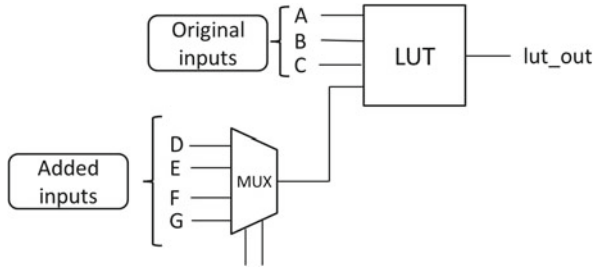 Original
inputs
A
B
C
LUT
lut_out
Added
inputs
D
E
F
G
MUX